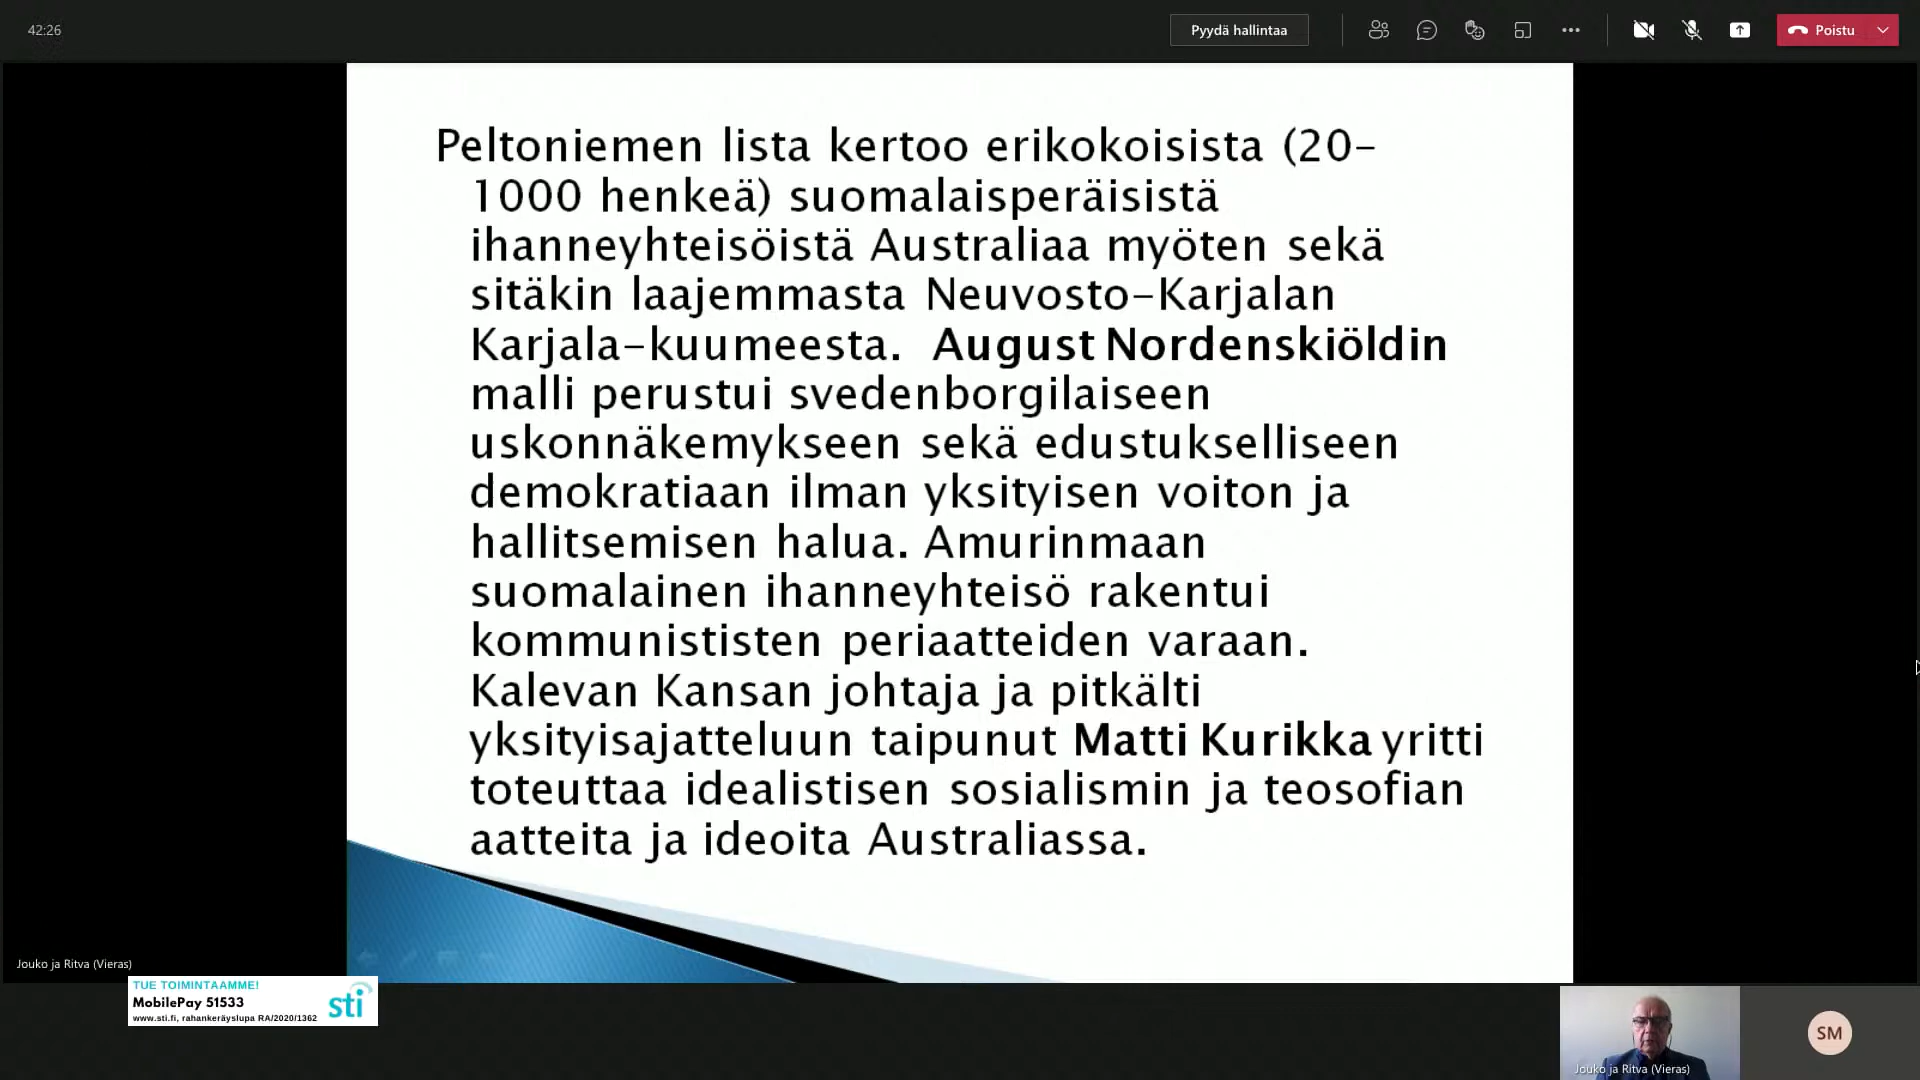 42:26
Pyydä hallintaa
Poistu
Peltoniemen lista kertoo erikokoisista (20-
1000 henkeä) suomalaisperäisistä
ihanneyhteisöistä Australiaa myöten sekä
sitäkin laajemmasta Neuvosto-Karjalan
Karjala-kuumeesta. August Nordenskiöldin
malli perustui svedenborgilaiseen
uskonnäkemykseen sekä edustukselliseen
demokratiaan ilman yksityisen voiton ja
hallitsemisen halua. Amurinmaan
suomalainen ihanneyhteisö rakentui
kommunististen periaatteiden varaan.
Kalevan Kansan johtaja ja pitkälti
yksityisajatteluun taipunut Matti Kurikka yritti
toteuttaa idealistisen sosialismin ja teosofian
aatteita ja ideoita Australiassa.
Jouko ja Ritva (Vieras)
TUE TOIMINTAAMME!
MobilePay 51533
www.sti.fi, rahankeräyslupa RA/2020/1362
sti
Jouko ja Ritva (Vieras)
SM